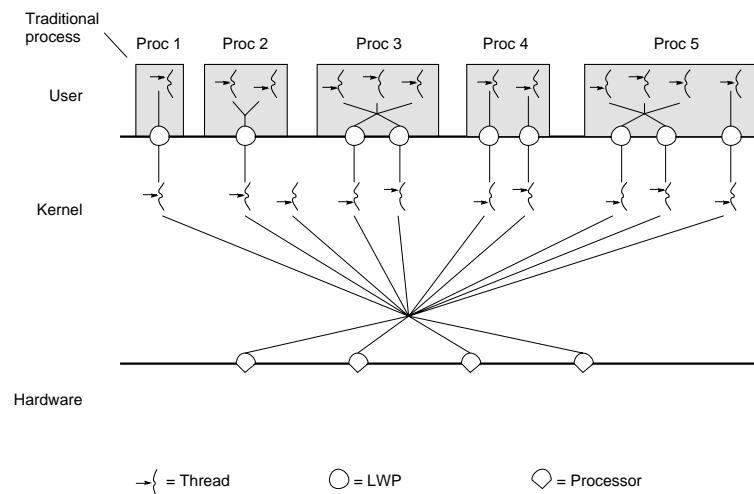 Traditional
process
Proc 1
Proc 2
Proc 3
Proc 4
Proc 5
User
Kernel
Hardware
= Thread
= LWP
= Processor